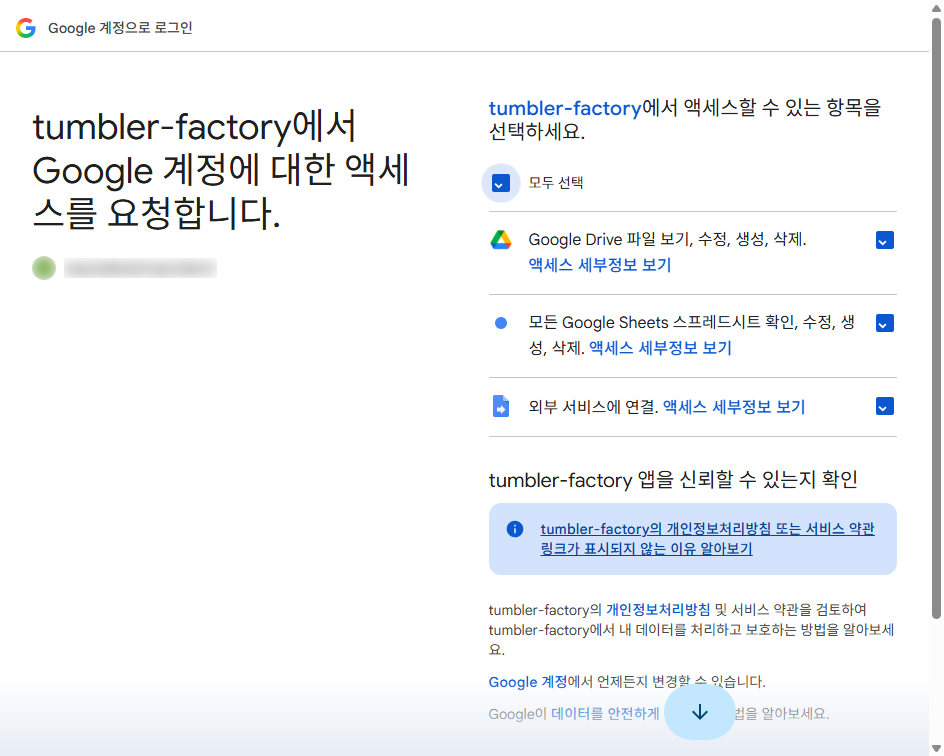 Google 계정으로 로그인
tumbler-factory에서
Google 계정에 대한 액세
스를 요청합니다.
tumbler-factory에서 액세스할 수 있는 항목을
선택하세요.
모두 선택
Google Drive 파일 보기, 수정, 생성, 삭제.
액세스 세부정보 보기
모든 Google Sheets 스프레드시트 확인, 수정, 생
성, 삭제. 액세스 세부정보 보기
외부 서비스에 연결. 액세스 세부정보 보기
tumbler-factory 앱을 신뢰할 수 있는지 확인
tumbler-factory의 개인정보처리방침 또는 서비스 약관
링크가 표시되지 않는 이유 알아보기
tumbler-factory의 개인정보처리방침 및 서비스 약관을 검토하여
tumbler-factory에서 내 데이터를 처리하고 보호하는 방법을 알아보세
요.
Google 계정에서 언제든지 변경할 수 있습니다.
Google이 데이터를 안전하게 법을 알아보세요.